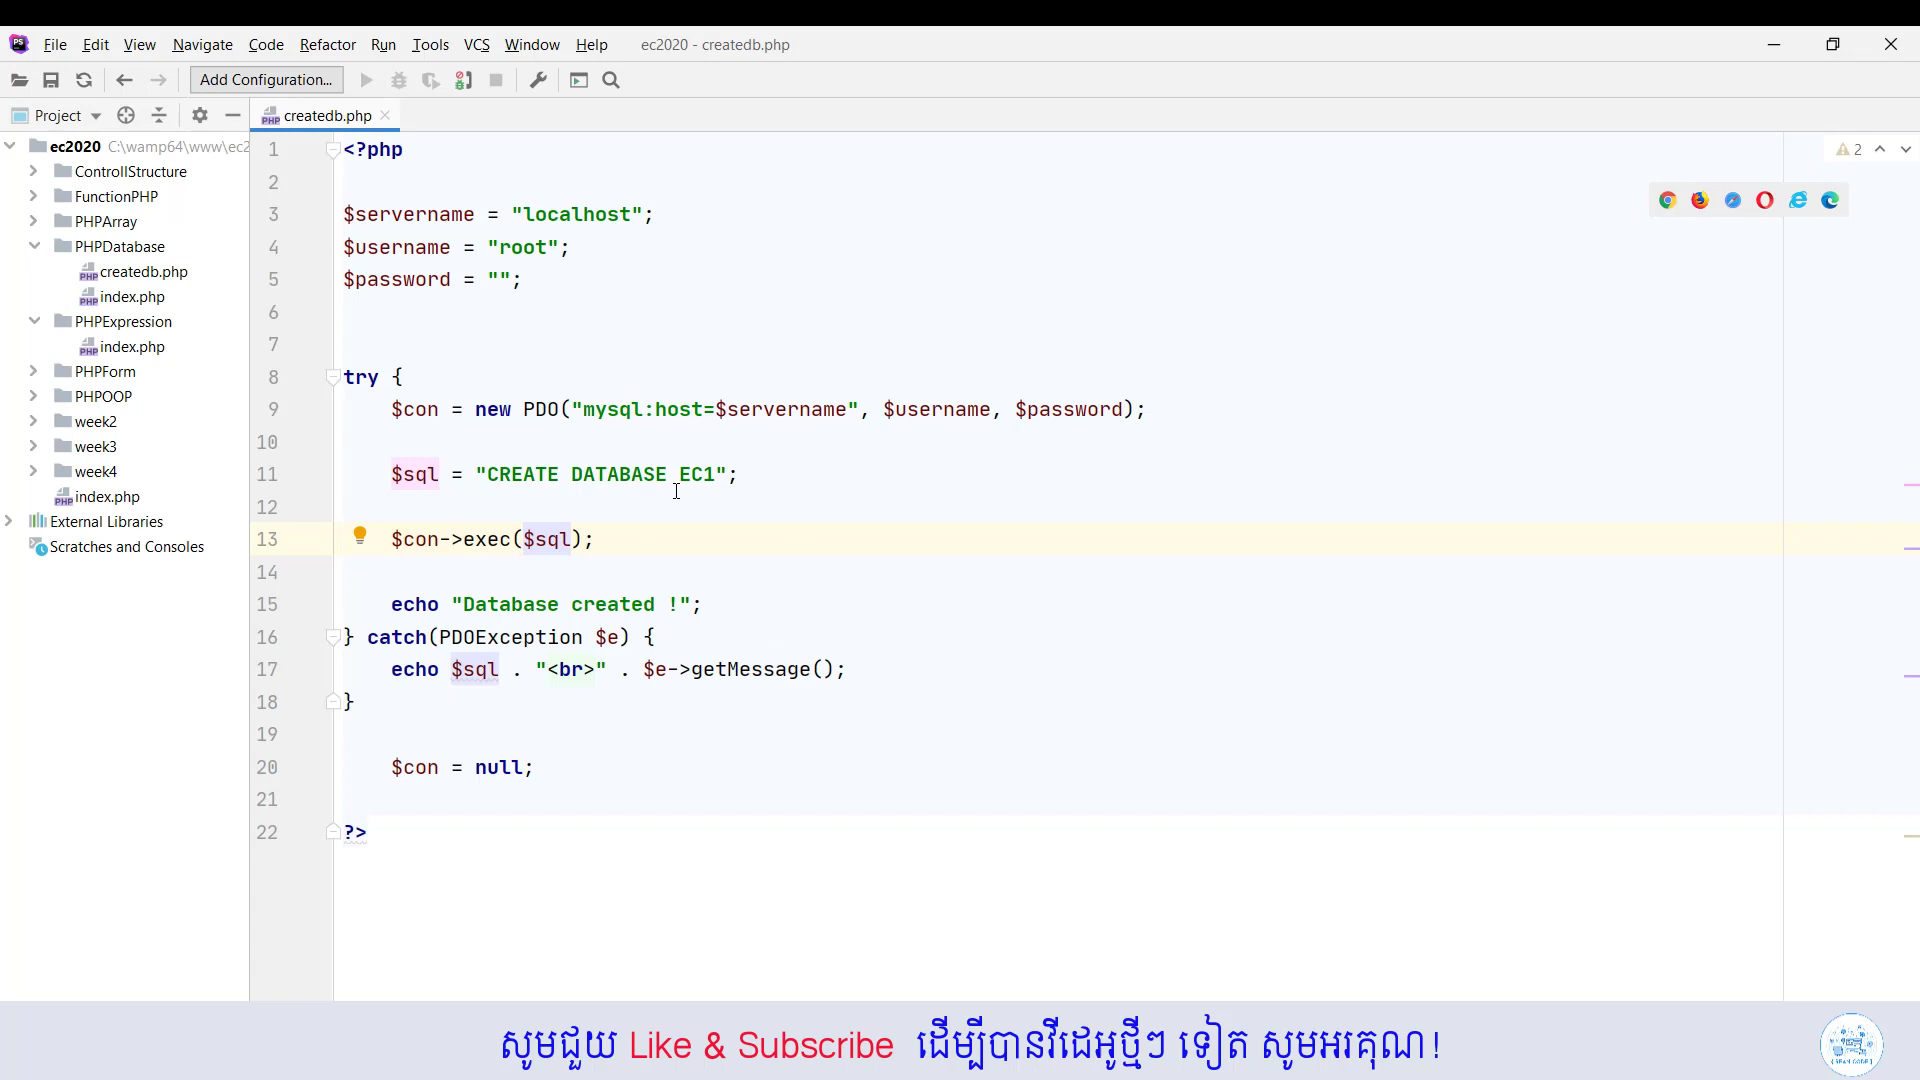 File Edit View Navigate Code Refactor Run Tools VCS Window Help ec2020 - createdb.php
Add Configuration...
Project
createdb.php
ec2020 C:\wamp64\www\ec2
ControllStructure
FunctionPHP
PHPArray
PHPDatabase
createdb.php
index.php
PHPExpression
index.php
PHPForm
PHPOOP
week2
week3
week4
index.php
External Libraries
Scratches and Consoles
2
1 <?php
2
3 $servername = "localhost";
4 $username = "root";
5 $password = "";
6
7
8 try {
9 $con = new PDO("mysql:host=$servername", $username, $password);
10
11 $sql = "CREATE DATABASE EC1";
12
13 $con->exec($sql);
14
15 echo "Database created !";
16 } catch(PDOException $e) {
17 echo $sql . "<br>" . $e->getMessage();
18 }
19
20 $con = null;
21
22 ?>
សូមជួយ Like & Subscribe ដើម្បីបានវីដេអូថ្មីៗ ទៀត សូមអរគុណ!